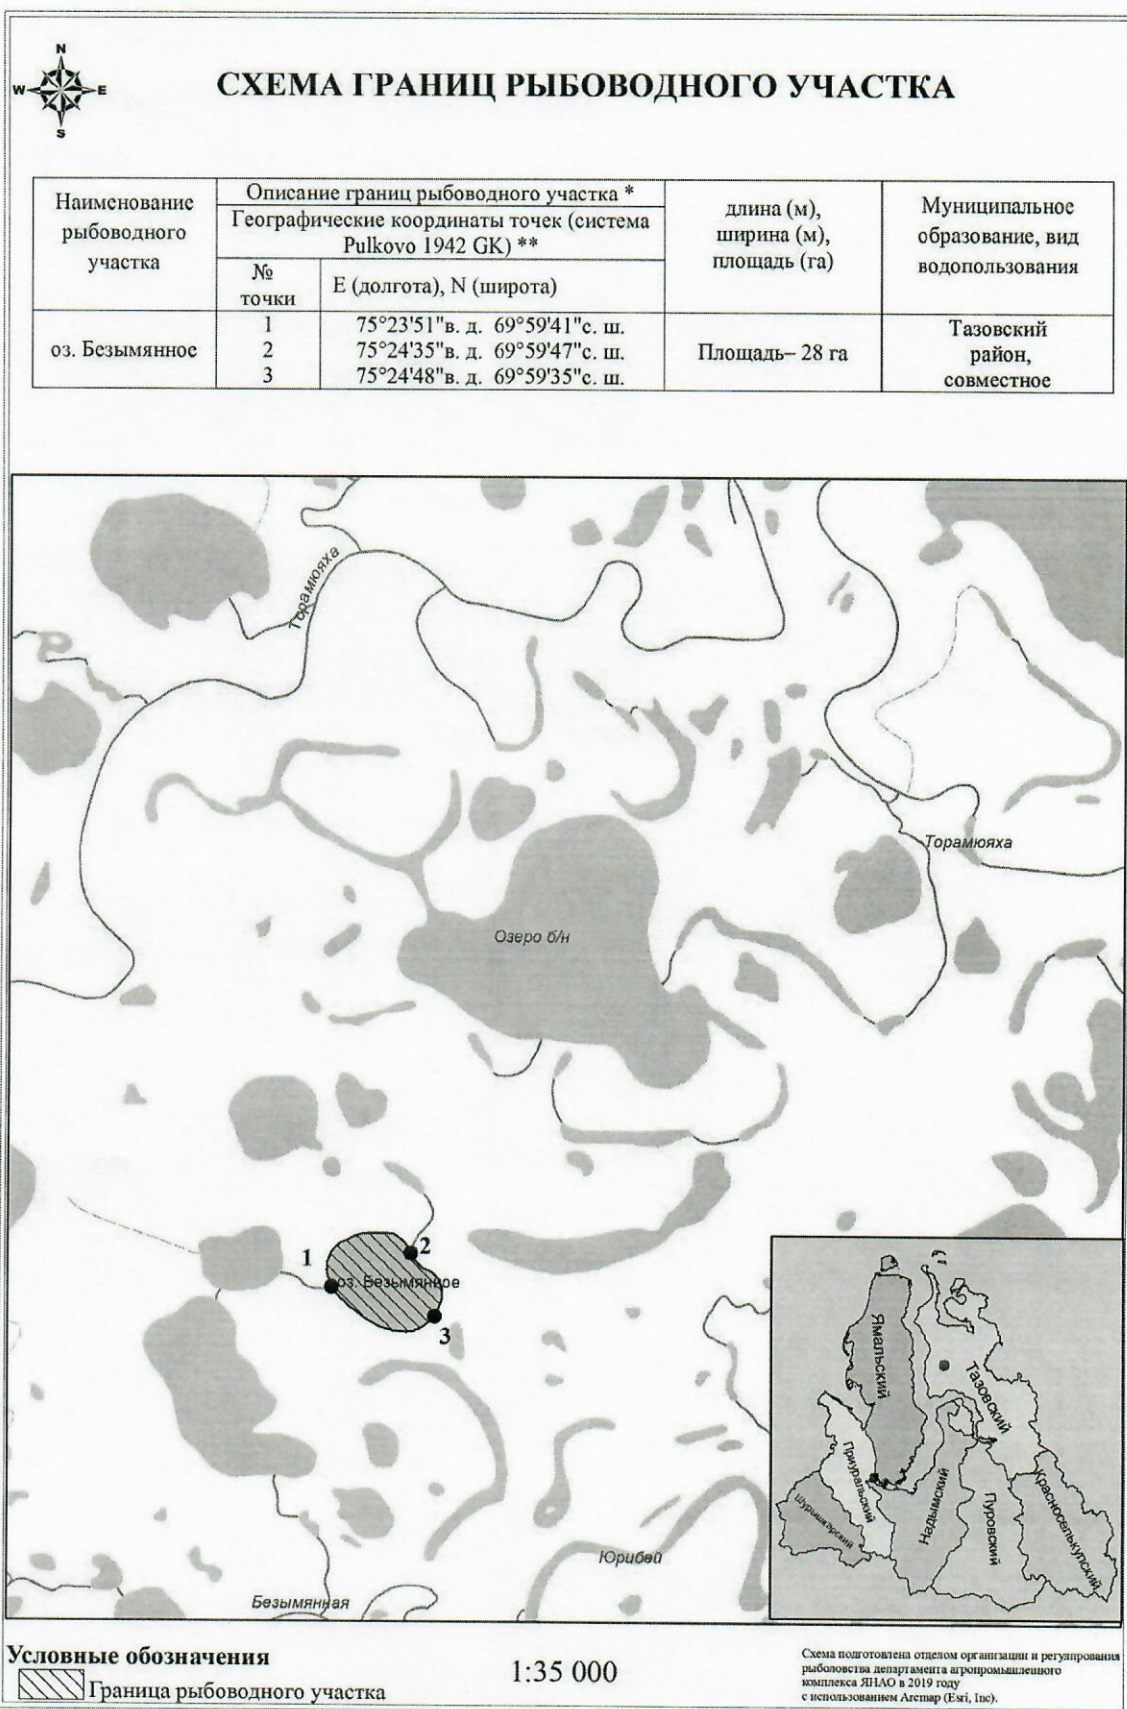 N
W E
S
СХЕМА ГРАНИЦ РЫБОВОДНОГО УЧАСТКА
Наименование
рыбоводного
участка
Описание границ рыбоводного участка *
Географические координаты точек (система
Pulkovo 1942 GK) **
№
точки
E (долгота), N (широта)
длина (м),
ширина (м),
площадь (га)
Муниципальное
образование, вид
водопользования
оз. Безымянное
1 75°23'51"в. д. 69°59'41"с. ш.
2 75°24'35"в. д. 69°59'47"с. ш.
3 75°24'48"в. д. 69°59'35"с. ш.
Площадь– 28 га
Тазовский
район,
совместное
Торамюяха
Торамюяха
Озеро б/н
1
2
оз. Безымянное
3
Юрибей
Безымянная
Ямальский
Тазовский
Приуральский
Шурышкарский
Надымский
Пуровский
Красноселькупский
Условные обозначения
Граница рыбоводного участка
1:35 000
Схема подготовлена отделом организации и регулирования
рыболовства департамента агропромышленного
комплекса ЯНАО в 2019 году
с использованием Arcmap (Esri, Inc).